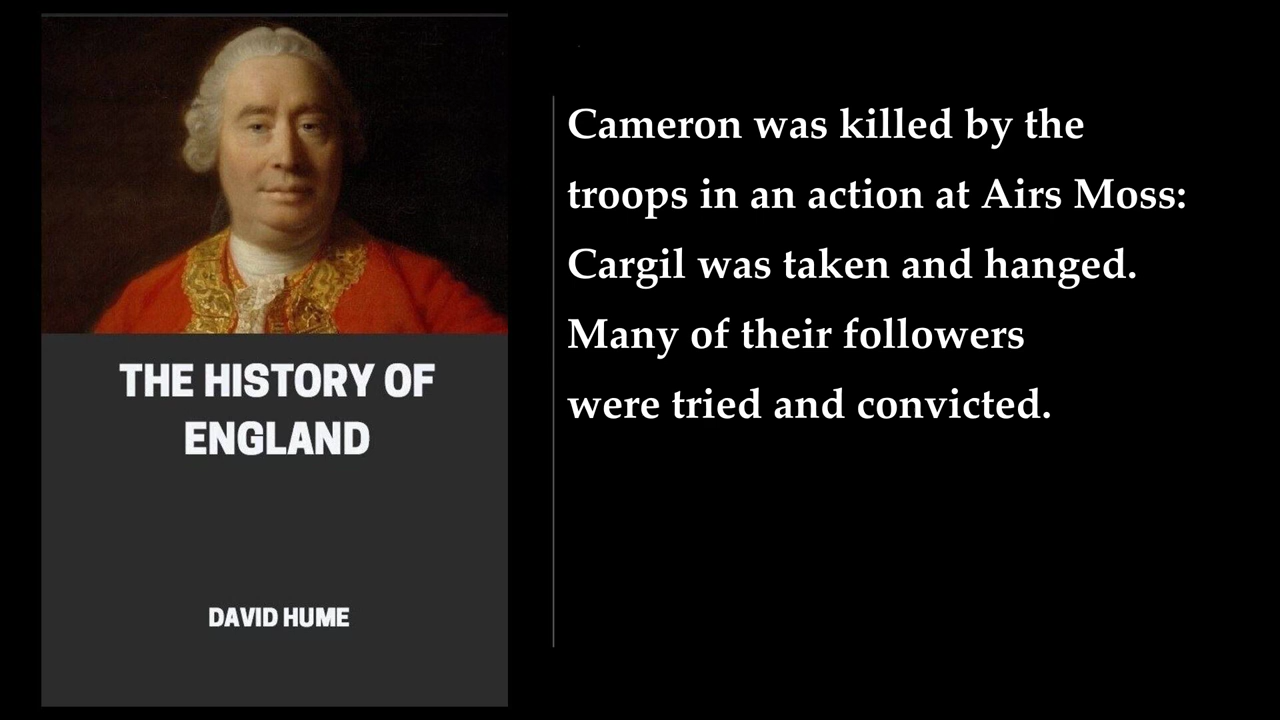 THE HISTORY OF
ENGLAND
DAVID HUME
Cameron was killed by the
troops in an action at Airs Moss:
Cargil was taken and hanged.
Many of their followers
were tried and convicted.